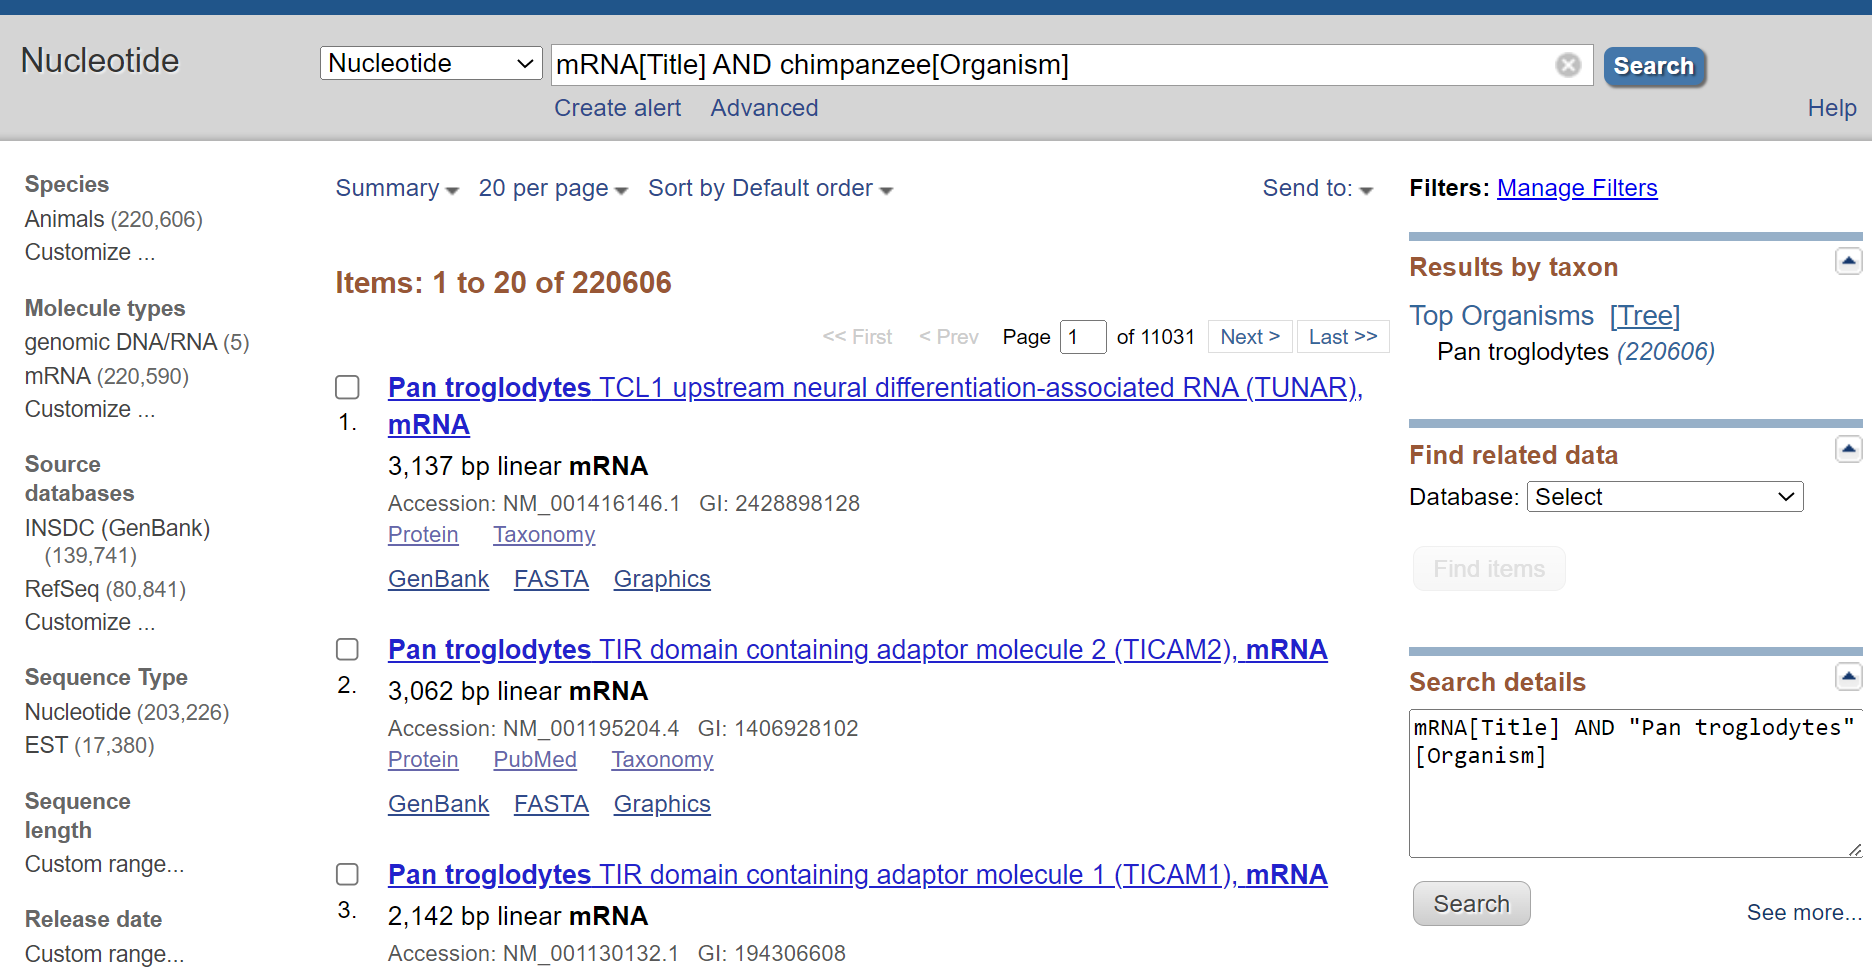 Nucleotide
Nucleotide
mRNA[Title] AND chimpanzee[Organism]
Search
Create alert
Advanced
Help
Species
Animals (220,606)
Customize ...
Molecule types
genomic DNA/RNA (5)
mRNA (220,590)
Customize ...
Source
databases
INSDC (GenBank)
(139,741)
RefSeq (80,841)
Customize ...
Sequence Type
Nucleotide (203,226)
EST (17,380)
Sequence
length
Custom range...
Release date
Custom range...
Summary
20 per page
Sort by Default order
Send to:
Items: 1 to 20 of 220606
<< First
< Prev
Page 1 of 11031
Next >
Last >>
1.
Pan troglodytes TCL1 upstream neural differentiation-associated RNA (TUNAR),
mRNA
3,137 bp linear mRNA
Accession: NM_001416146.1 GI: 2428898128
Protein Taxonomy
GenBank FASTA Graphics
2.
Pan troglodytes TIR domain containing adaptor molecule 2 (TICAM2), mRNA
3,062 bp linear mRNA
Accession: NM_001195204.4 GI: 1406928102
Protein PubMed Taxonomy
GenBank FASTA Graphics
3.
Pan troglodytes TIR domain containing adaptor molecule 1 (TICAM1), mRNA
2,142 bp linear mRNA
Accession: NM_001130132.1 GI: 194306608
Filters: Manage Filters
Results by taxon
Top Organisms [Tree]
Pan troglodytes (220606)
Find related data
Database: Select
Find items
Search details
mRNA[Title] AND "Pan troglodytes"
[Organism]
Search
See more...